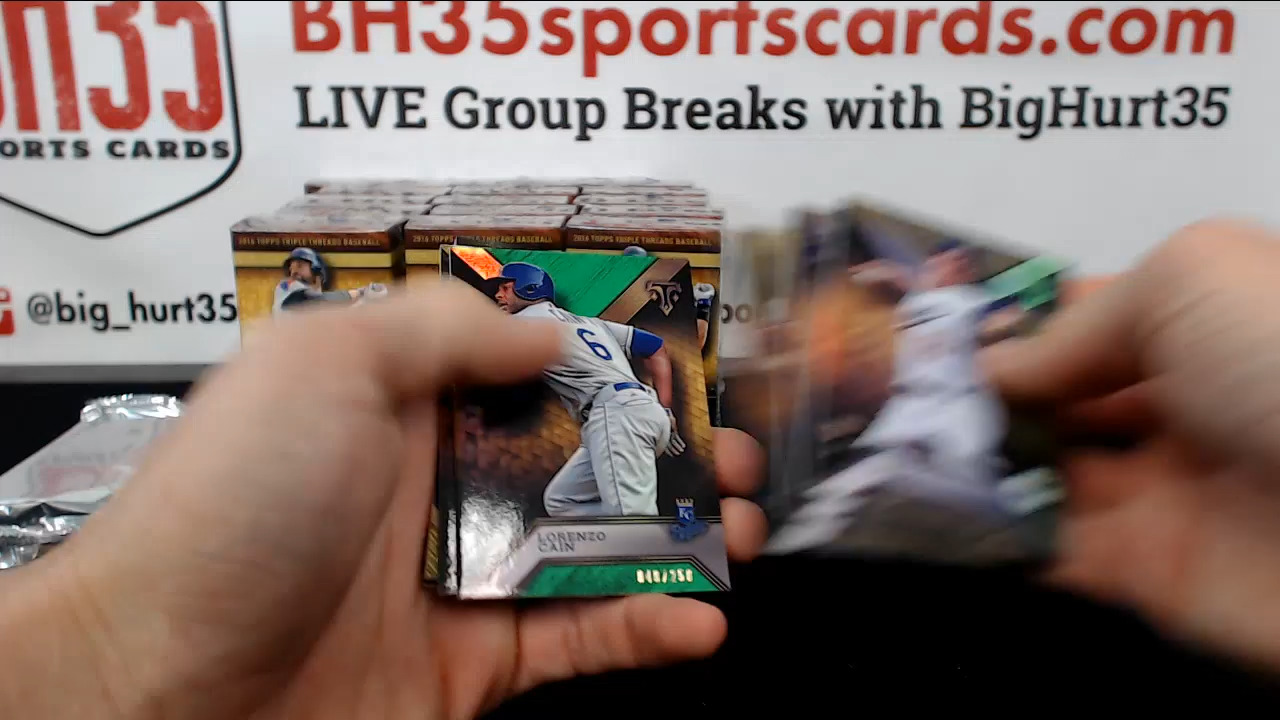 BH35sportscards.com
LIVE Group Breaks with BigHurt35
ORTS CARDS
@big_hurt35
2016 TOPPS TRIPLE THREADS BASEBALL
2016 TOPPS TRIPLE THREADS BASEBALL
2016 TOPPS TRIPLE THREADS BASEBALL
6
KC
LORENZO
CAIN